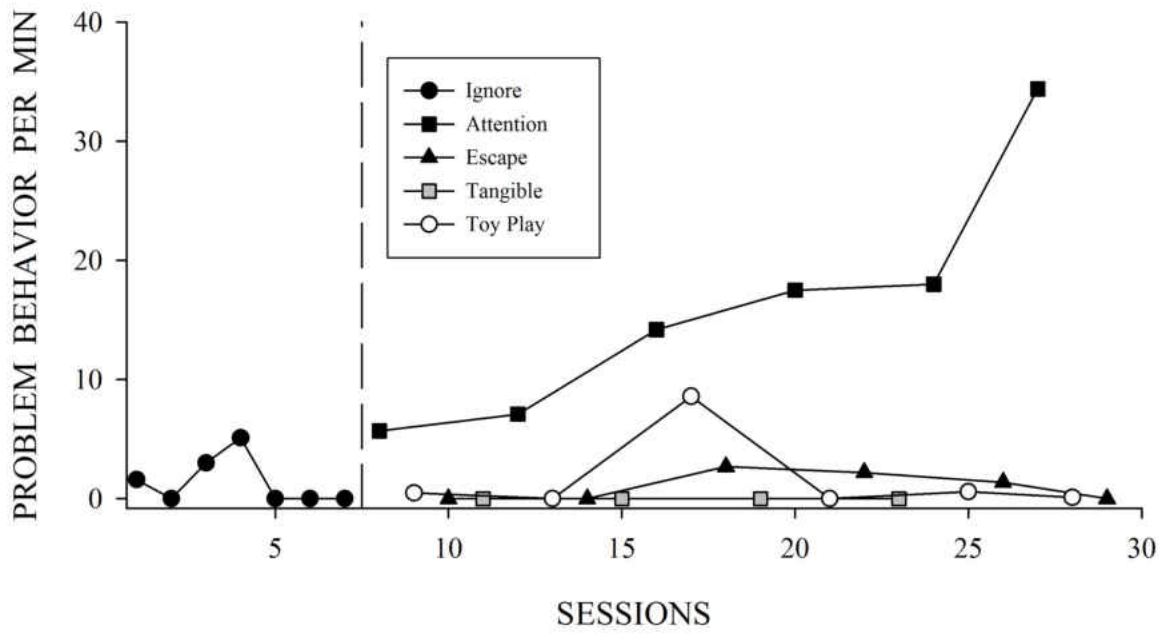 PROBLEM BEHAVIOR PER MIN
40
30
20
10
0
Ignore
Attention
Escape
Tangible
Toy Play
5 10 15 20 25 30
SESSIONS